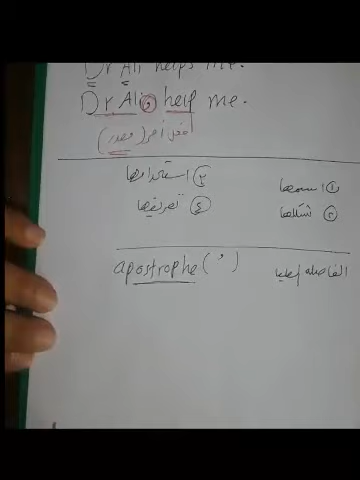 Dr Ali helps me.
Dr Ali, help me.
فعل أمر (مصدر)
① اسمها ③ استخدامها
② شكلها ④ تعريفها
apostrophe ( ' ) الفاصلة العليا